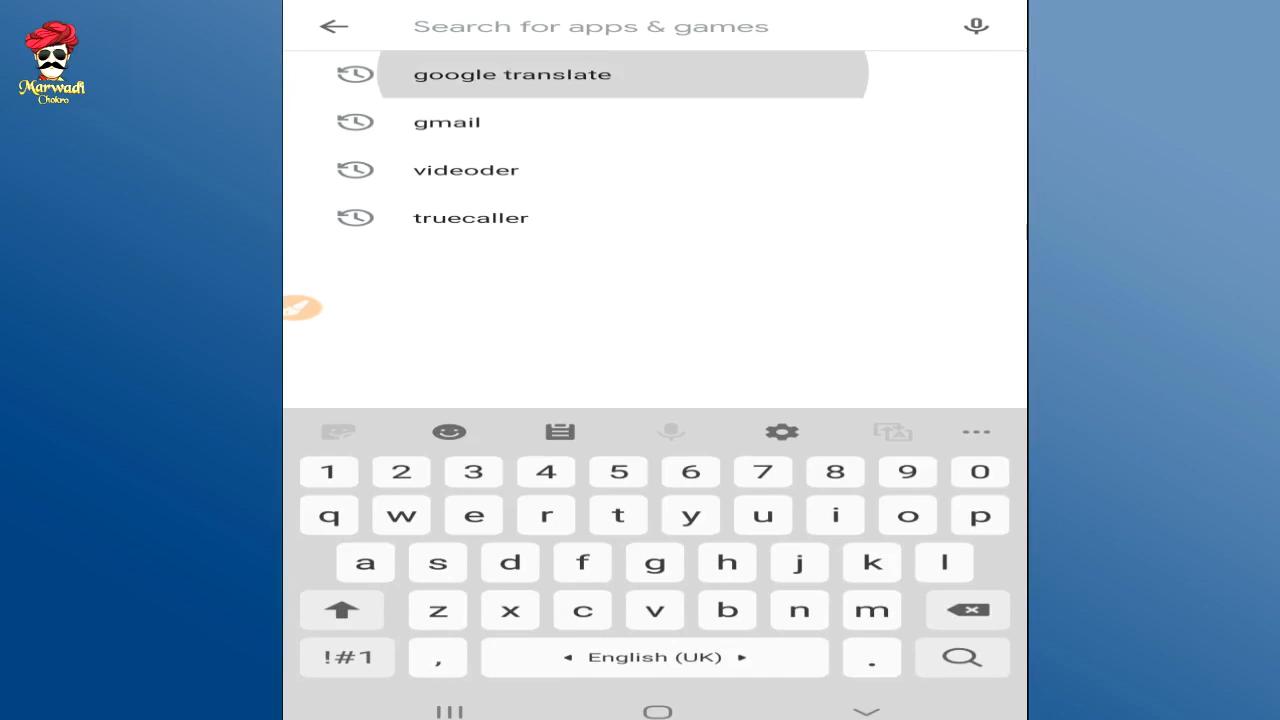 Marwadi
Chokro
Search for apps & games
google translate
gmail
videoder
truecaller
1 2 3 4 5 6 7 8 9 0
q w e r t y u i o p
a s d f g h j k l
z x c v b n m
!#1 , English (UK) .